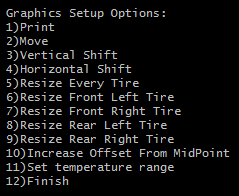 Graphics Setup Options:
1)Print
2)Move
3)Vertical Shift
4)Horizontal Shift
5)Resize Every Tire
6)Resize Front Left Tire
7)Resize Front Right Tire
8)Resize Rear Left Tire
9)Resize Rear Right Tire
10)Increase Offset From MidPoint
11)Set temperature range
12)Finish